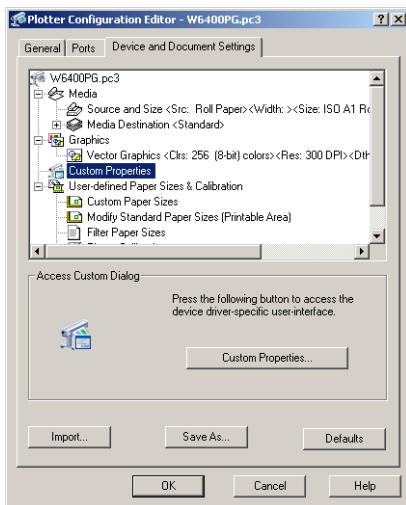 Plotter Configuration Editor - W6400PG.pc3
General Ports Device and Document Settings
W6400PG.pc3
Media
Source and Size <Src: Roll Paper><Width: ><Size: ISO A1 Ro
Media Destination <Standard>
Graphics
Vector Graphics <Clrs: 256 (8-bit) colors><Res: 300 DPI><Dth
Custom Properties
User-defined Paper Sizes & Calibration
Custom Paper Sizes
Modify Standard Paper Sizes (Printable Area)
Filter Paper Sizes
Access Custom Dialog
Press the following button to access the
device driver-specific user-interface.
Custom Properties...
Import... Save As... Defaults
OK Cancel Help